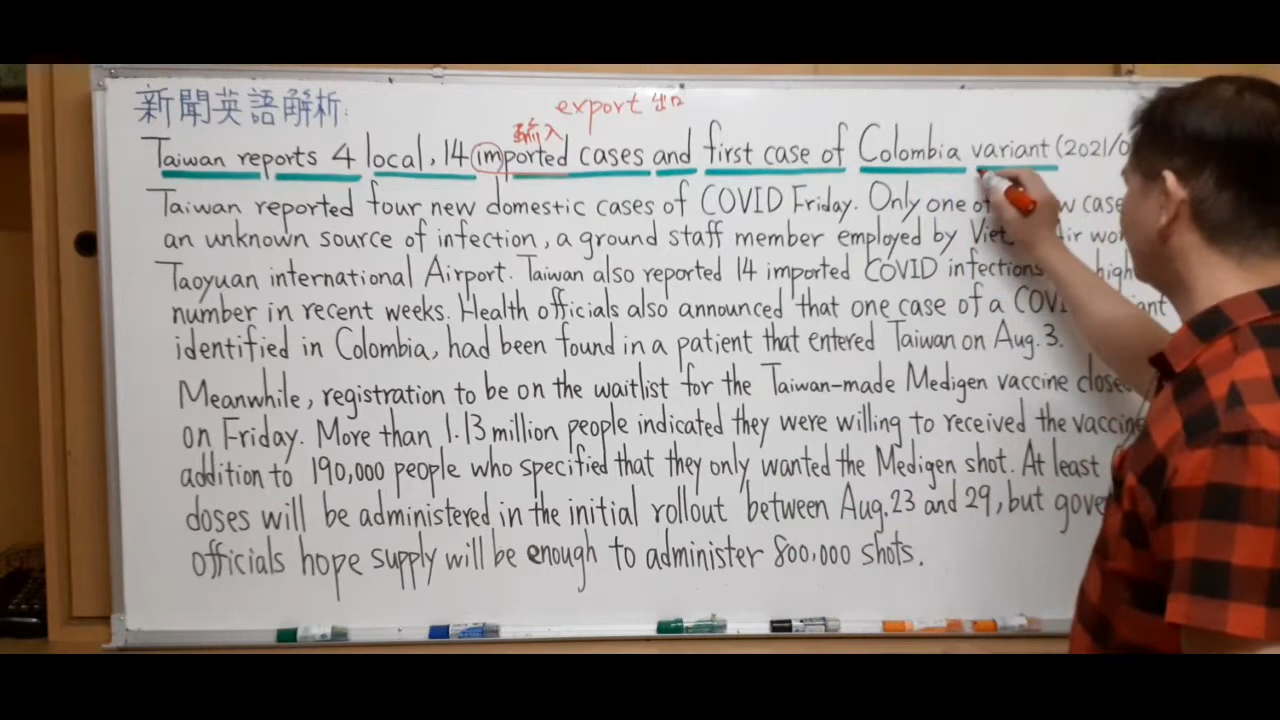 新聞英語解析:
export 出口
輸入
Taiwan reports 4 local, 14 imported cases and first case of Colombia variant (2021/0
Taiwan reported four new domestic cases of COVID Friday. Only one of w case
an unknown source of infection, a ground staff member employed by Viet Air wor
Taoyuan international Airport. Taiwan also reported 14 imported COVID infections high
number in recent weeks. Health officials also announced that one case of a COV ant
identified in Colombia, had been found in a patient that entered Taiwan on Aug. 3.
Meanwhile, registration to be on the waitlist for the Taiwan-made Medigen vaccine close
on Friday. More than 1.13 million people indicated they were willing to received the vaccine
addition to 190,000 people who specified that they only wanted the Medigen shot. At least
doses will be administered in the initial rollout between Aug. 23 and 29, but gove
officials hope supply will be enough to administer 800,000 shots.